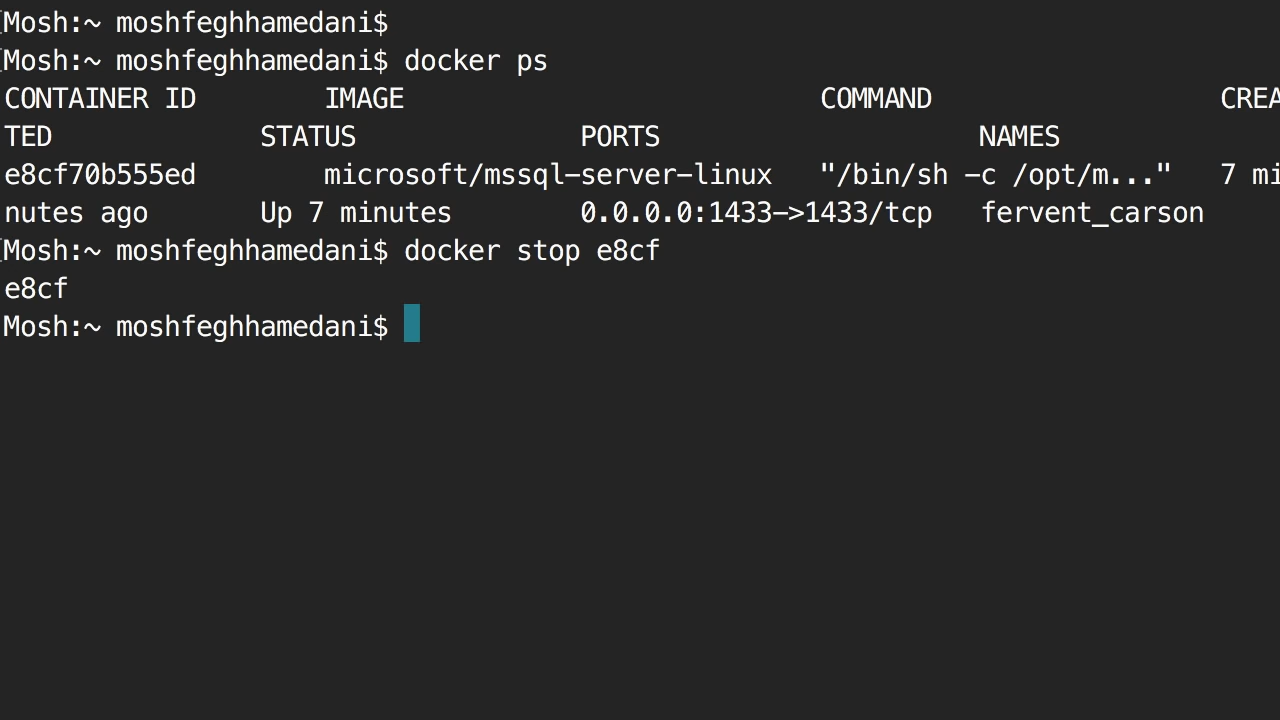 Mosh:~ moshfeghhamedani$
Mosh:~ moshfeghhamedani$ docker ps
CONTAINER ID        IMAGE                          COMMAND                  CREA
TED             STATUS              PORTS                    NAMES
e8cf70b555ed        microsoft/mssql-server-linux   "/bin/sh -c /opt/m..."   7 mi
nutes ago       Up 7 minutes        0.0.0.0:1433->1433/tcp   fervent_carson
Mosh:~ moshfeghhamedani$ docker stop e8cf
e8cf
Mosh:~ moshfeghhamedani$